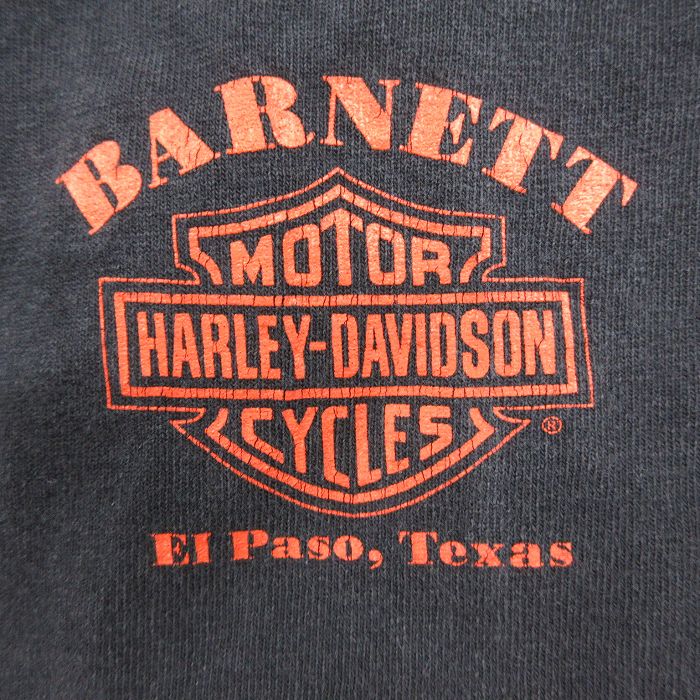 BARNETT
MOTOR
HARLEY-DAVIDSON
CYCLES
®
El Paso, Texas